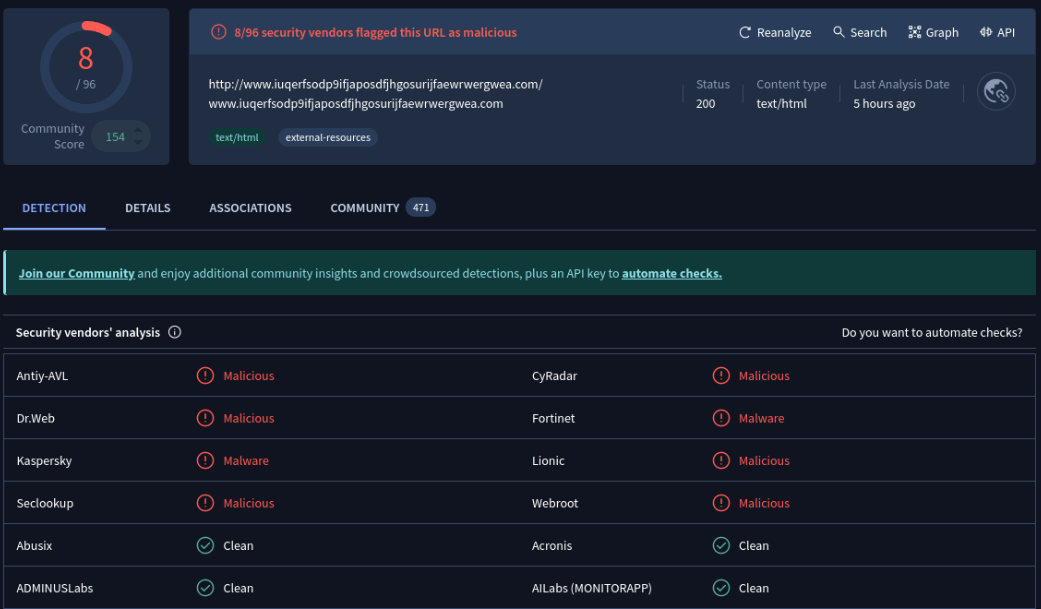 8
/ 96
Community
Score
154
8/96 security vendors flagged this URL as malicious
Reanalyze
Search
Graph
API
http://www.iuqerfsodp9ifjaposdfjhgosurijfaewrwergwea.com/
www.iuqerfsodp9ifjaposdfjhgosurijfaewrwergwea.com
Status
200
Content type
text/html
Last Analysis Date
5 hours ago
text/html
external-resources
DETECTION
DETAILS
ASSOCIATIONS
COMMUNITY 471
Join our Community and enjoy additional community insights and crowdsourced detections, plus an API key to automate checks.
Security vendors' analysis
Do you want to automate checks?
Antiy-AVL Malicious CyRadar Malicious
Dr.Web Malicious Fortinet Malware
Kaspersky Malware Lionic Malicious
Seclookup Malicious Webroot Malicious
Abusix Clean Acronis Clean
ADMINUSLabs Clean AILabs (MONITORAPP) Clean